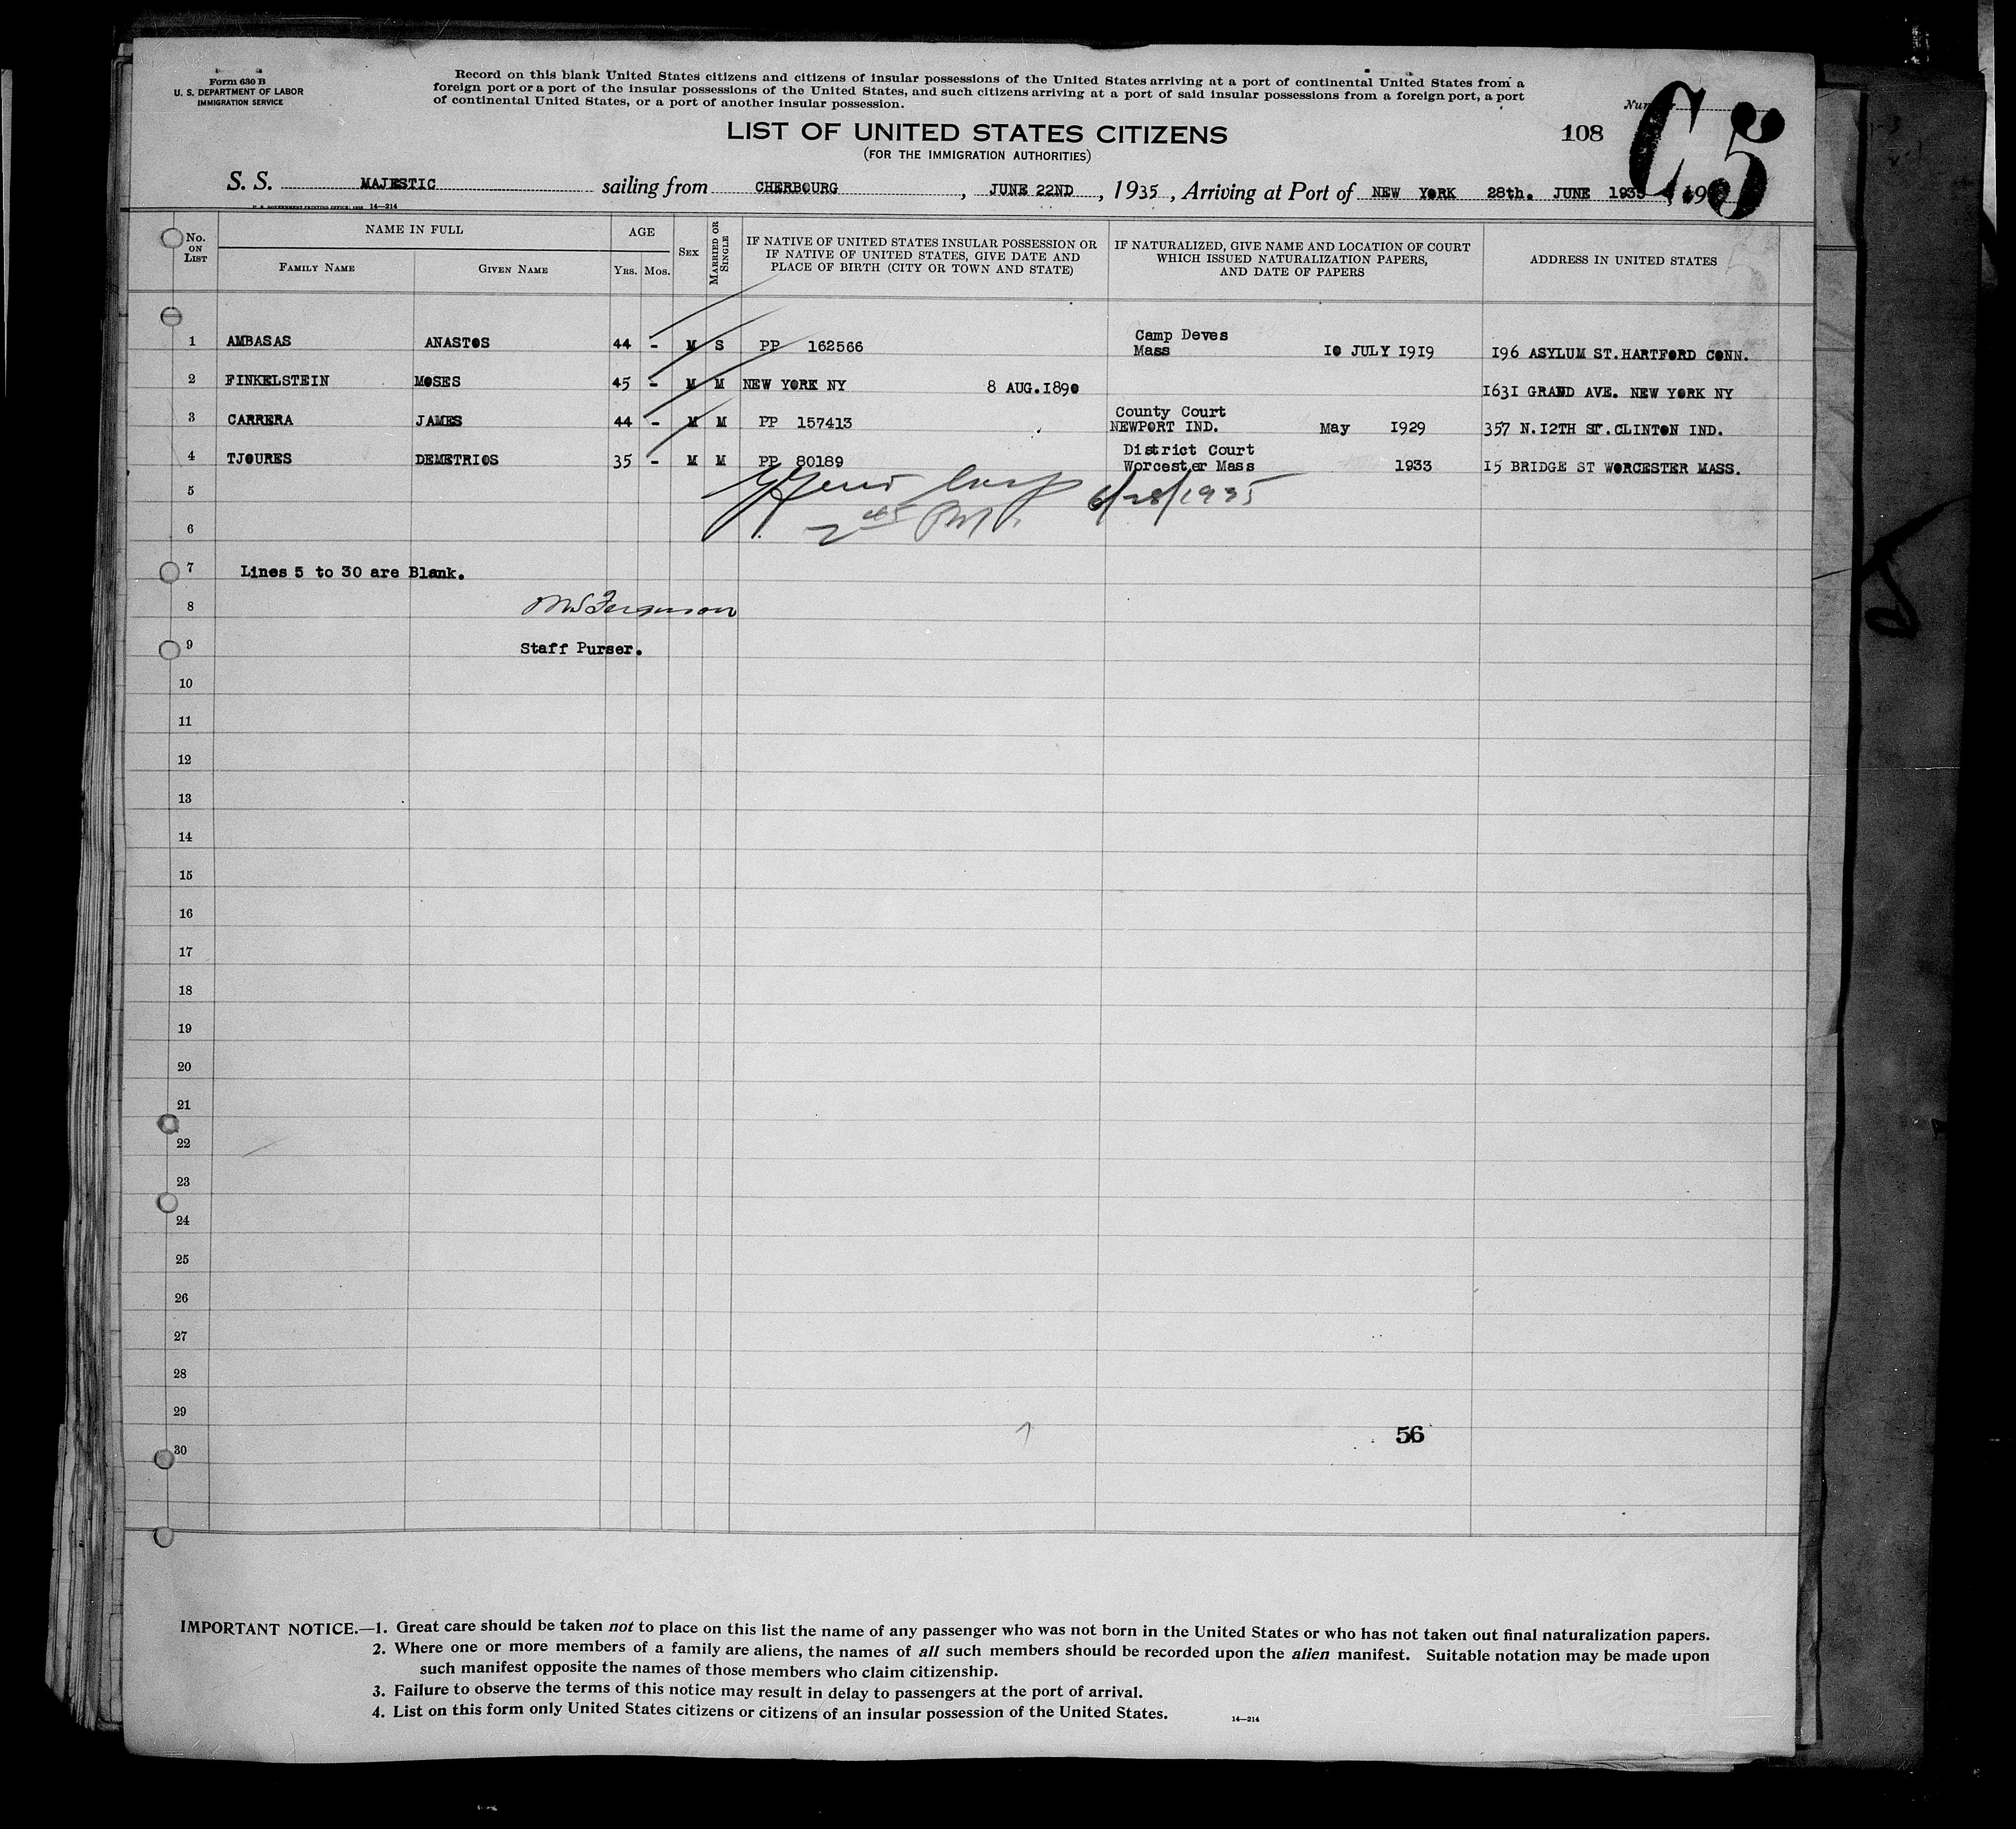 Form 630 B
U. S. DEPARTMENT OF LABOR
IMMIGRATION SERVICE
Record on this blank United States citizens and citizens of insular possessions of the United States arriving at a port of continental United States from a
foreign port or a port of the insular possessions of the United States, and such citizens arriving at a port of said insular possessions from a foreign port, a port
of continental United States, or a port of another insular possession.
LIST OF UNITED STATES CITIZENS
(FOR THE IMMIGRATION AUTHORITIES)
108 C5
S. S. MAJESTIC sailing from CHERBOURG, JUNE 22ND, 1935, Arriving at Port of NEW YORK 28th. JUNE 1935, 19
14—214
No. ON LIST
NAME IN FULL
FAMILY NAME GIVEN NAME
AGE
YRS. MOS.
SEX
MARRIED OR SINGLE
IF NATIVE OF UNITED STATES INSULAR POSSESSION OR
IF NATIVE OF UNITED STATES, GIVE DATE AND
PLACE OF BIRTH (CITY OR TOWN AND STATE)
IF NATURALIZED, GIVE NAME AND LOCATION OF COURT
WHICH ISSUED NATURALIZATION PAPERS,
AND DATE OF PAPERS
ADDRESS IN UNITED STATES
1 AMBASAS ANASTOS 44 - M S PP 162566 Camp Deves Mass 10 JULY 1919 196 ASYLUM ST.HARTFORD CONN.
2 FINKELSTEIN MOSES 45 - M M NEW YORK NY 8 AUG.1890 1631 GRAND AVE. NEW YORK NY
3 CARRERA JAMES 44 - M M PP 157413 County Court NEWPORT IND. May 1929 357 N.12TH ST.CLINTON IND.
4 TJOURES DEMETRIOS 35 - M M PP 80189 District Court Worcester Mass 1933 15 BRIDGE ST WORCESTER MASS.
5 6/28/1935
6
7 Lines 5 to 30 are Blank.
8 Ferguson
9 Staff Purser.
10
11
12
13
14
15
16
17
18
19
20
21
22
23
24
25
26
27
28
29
56
30
IMPORTANT NOTICE.—1. Great care should be taken not to place on this list the name of any passenger who was not born in the United States or who has not taken out final naturalization papers.
2. Where one or more members of a family are aliens, the names of all such members should be recorded upon the alien manifest. Suitable notation may be made upon
such manifest opposite the names of those members who claim citizenship.
3. Failure to observe the terms of this notice may result in delay to passengers at the port of arrival.
4. List on this form only United States citizens or citizens of an insular possession of the United States.
14—214